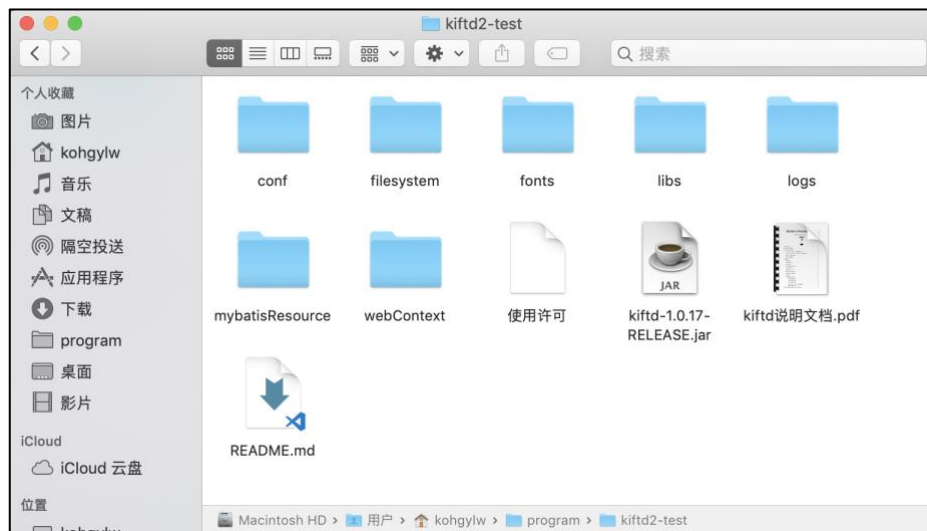 kiftd2-test
搜索
个人收藏
图片
kohgylw
音乐
文稿
隔空投送
应用程序
下载
program
桌面
影片
iCloud
iCloud 云盘
位置
kohgylw
conf
filesystem
fonts
libs
logs
mybatisResource
webContext
使用许可
JAR
kiftd-1.0.17-
RELEASE.jar
kiftd说明文档.pdf
README.md
Macintosh HD › 用户 › kohgylw › program › kiftd2-test